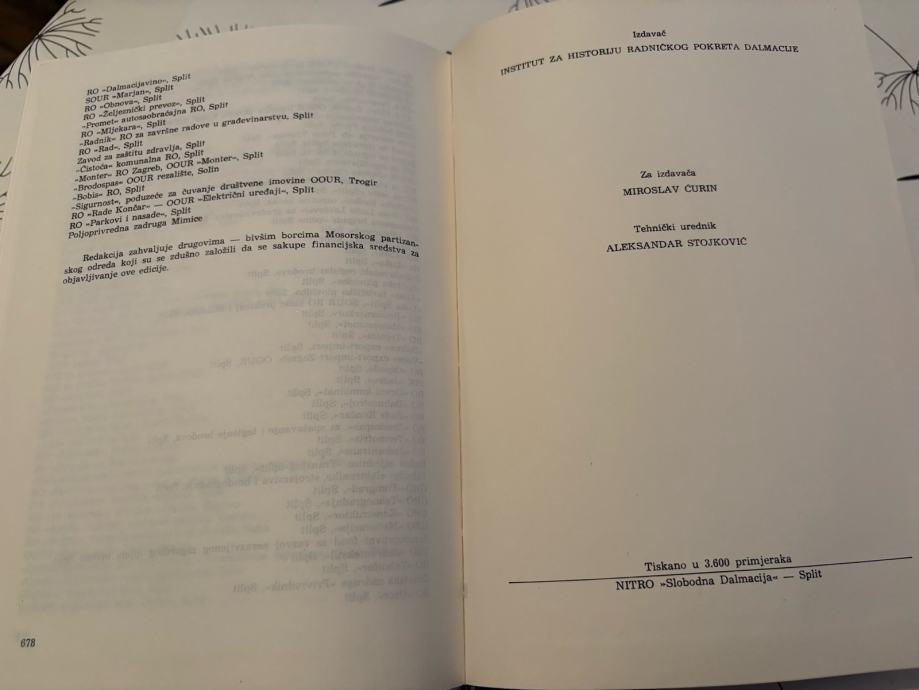 RO »Dalmacijavino«, Split
SOUR »Marjan«, Split
RO »Obnova«, Split
RO »Željeznički prevoz«, Split
»Promet« autosaobraćajna RO, Split
RO »Mljekara«, Split
»Radnik« RO za završne radove u građevinarstvu, Split
RO »Rad«, Split
Zavod za zaštitu zdravlja, Split
»Čistoća« komunalna RO, Split
»Monter« RO Zagreb, OOUR »Monter«, Split
»Brodospas« OOUR rezalište, Solin
»Bobis« RO, Split
»Sigurnost«, poduzeće za čuvanje društvene imovine OOUR, Trogir
RO »Rade Končar« — OOUR »Električni uređaji«, Split
RO »Parkovi i nasade«, Split
Poljoprivredna zadruga Mimice
Redakcija zahvaljuje drugovima — bivšim borcima Mosorskog partizan-
skog odreda koji su se zdušno založili da se sakupe financijska sredstva za
objavljivanje ove edicije.
678
Izdavač
INSTITUT ZA HISTORIJU RADNIČKOG POKRETA DALMACIJE
Za izdavača
MIROSLAV ĆURIN
Tehnički urednik
ALEKSANDAR STOJKOVIĆ
Tiskano u 3.600 primjeraka
NITRO »Slobodna Dalmacija« — Split